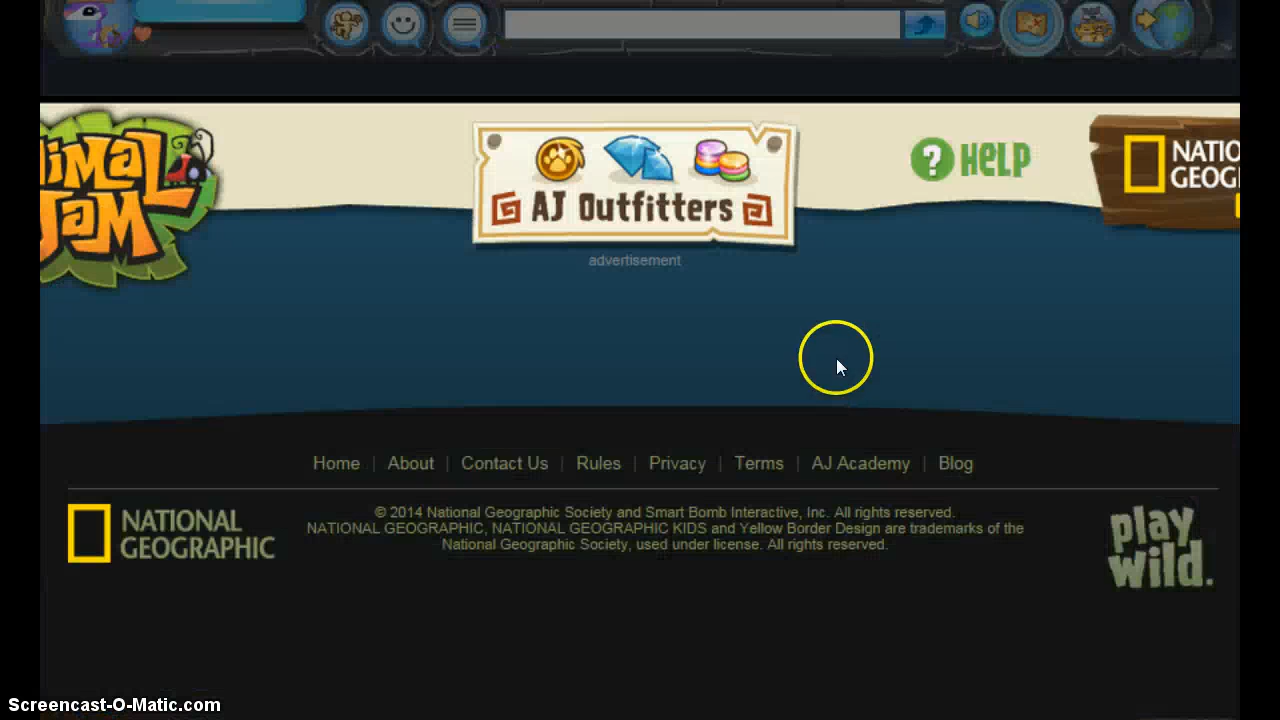 ANIMAL
JAM
AJ Outfitters
? HELP
NATIO
GEOG
advertisement
Home | About | Contact Us | Rules | Privacy | Terms | AJ Academy | Blog
NATIONAL
GEOGRAPHIC
© 2014 National Geographic Society and Smart Bomb Interactive, Inc. All rights reserved.
NATIONAL GEOGRAPHIC, NATIONAL GEOGRAPHIC KIDS and Yellow Border Design are trademarks of the
National Geographic Society, used under license. All rights reserved.
play
wild.
Screencast-O-Matic.com